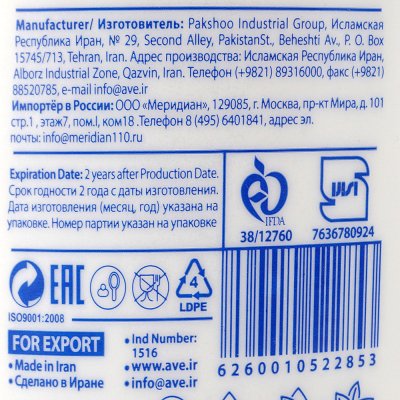 Manufacturer/ Изготовитель: Pakshoo Industrial Group, Исламская
Республика Иран, № 29, Second Alley, PakistanSt., Beheshti Av., P. O. Box
15745/713, Tehran, Iran. Адрес производства: Исламская Республика Иран,
Alborz Industrial Zone, Qazvin, Iran. Телефон (+9821) 89316000, факс (+9821)
88520785, e-mail info@ave.ir
Импортёр в России: ООО «Меридиан», 129085, г. Москва, пр-кт Мира, д. 101
стр.1 , этаж7, пом.I, ком18 .Телефон 8 (495) 6401841, адрес эл.
почты: info@meridian110.ru
Expiration Date: 2 years after Production Date.
Срок годности 2 года с даты изготовления.
Дата изготовления (месяц, год) указана на
упаковке. Номер партии указан на упаковке
IFDA
38/12760
7636780924
EAC
4
LDPE
ISO9001:2008
FOR EXPORT
• Made in Iran
• Сделано в Иране
• Ind Number:
1516
• www.ave.ir
• info@ave.ir
6260010522853